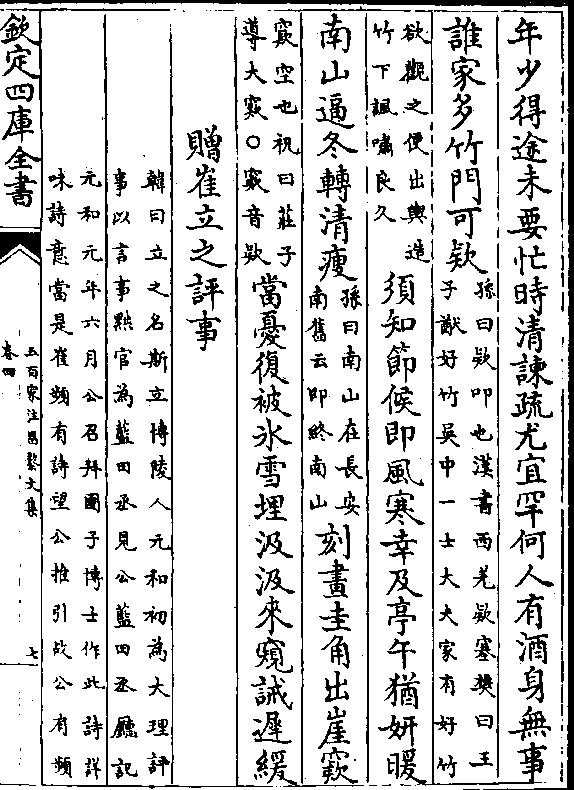 年少得途未要忙時清諫疏尤宜罕何人有酒身無事
誰家多竹門可欵
孫曰欵叩也漢書西羌欵塞樊曰王
子猷好竹吳中一士大夫家有好竹
欲觀之便出輿造
竹下諷嘯良久
須知節候即風寒幸及亭午猶妍暖
南山逼冬轉清瘦
孫曰南山在長安
南舊云即終南山
刻畫圭角出崖窾
窾空也祝曰莊子
導大窾○窾音欵
當憂復被冰雪埋汲汲來窺誡遲緩
贈崔立之評事
韓曰立之名斯立博陵人元和初為大理評
事以言事黜官為藍田丞見公藍田丞廳記
元和元年六月公召拜國子博士作此詩詳
味詩意當是崔頻有詩望公推引故公有頻
欽定四庫全書
五百家注昌黎文集
卷四
七